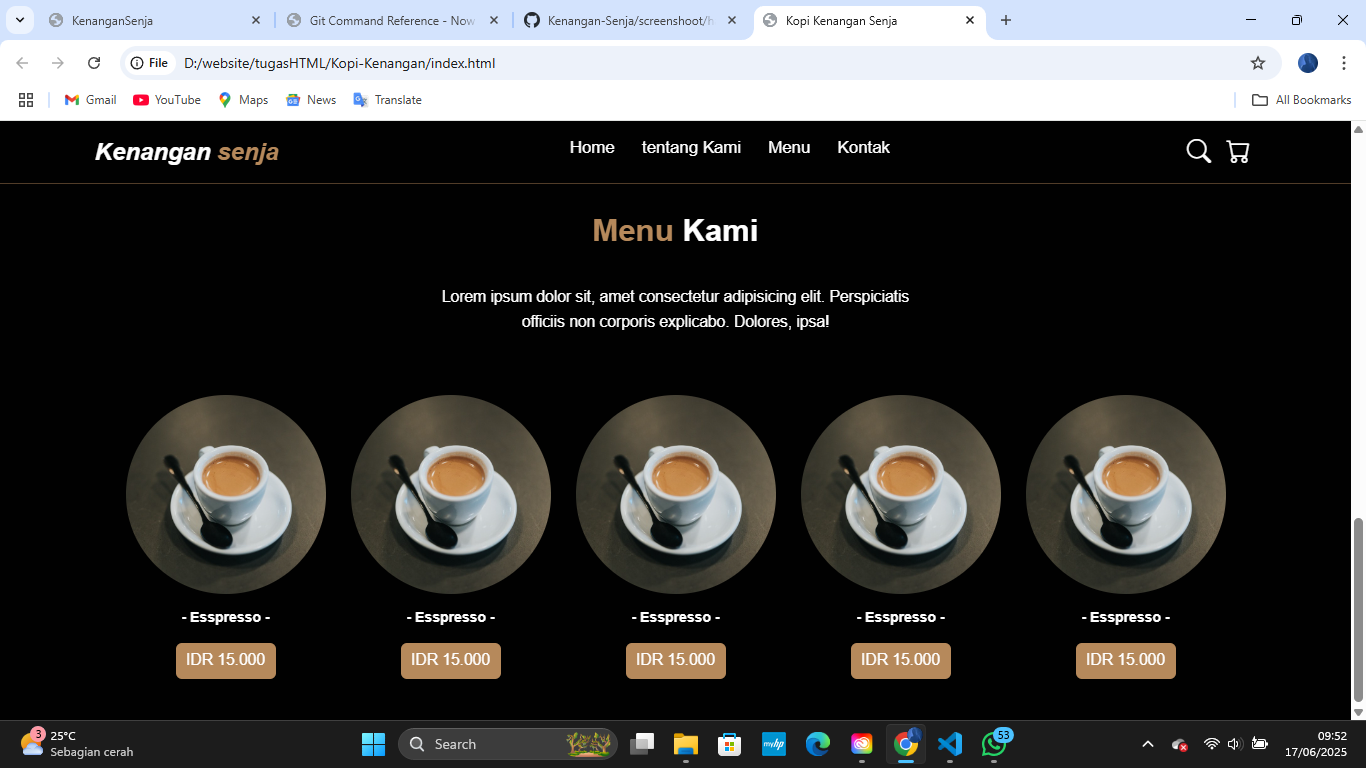 KenanganSenja
Git Command Reference - Now
Kenangan-Senja/screenshoot/h
Kopi Kenangan Senja
File
D:/website/tugasHTML/Kopi-Kenangan/index.html
Gmail
YouTube
Maps
News
Translate
All Bookmarks
Kenangan senja
Home
tentang Kami
Menu
Kontak
Menu Kami
Lorem ipsum dolor sit, amet consectetur adipisicing elit. Perspiciatis
officiis non corporis explicabo. Dolores, ipsa!
- Esspresso -
- Esspresso -
- Esspresso -
- Esspresso -
- Esspresso -
IDR 15.000
IDR 15.000
IDR 15.000
IDR 15.000
IDR 15.000
3
25°C
Sebagian cerah
Search
myhp
53
09:52
17/06/2025